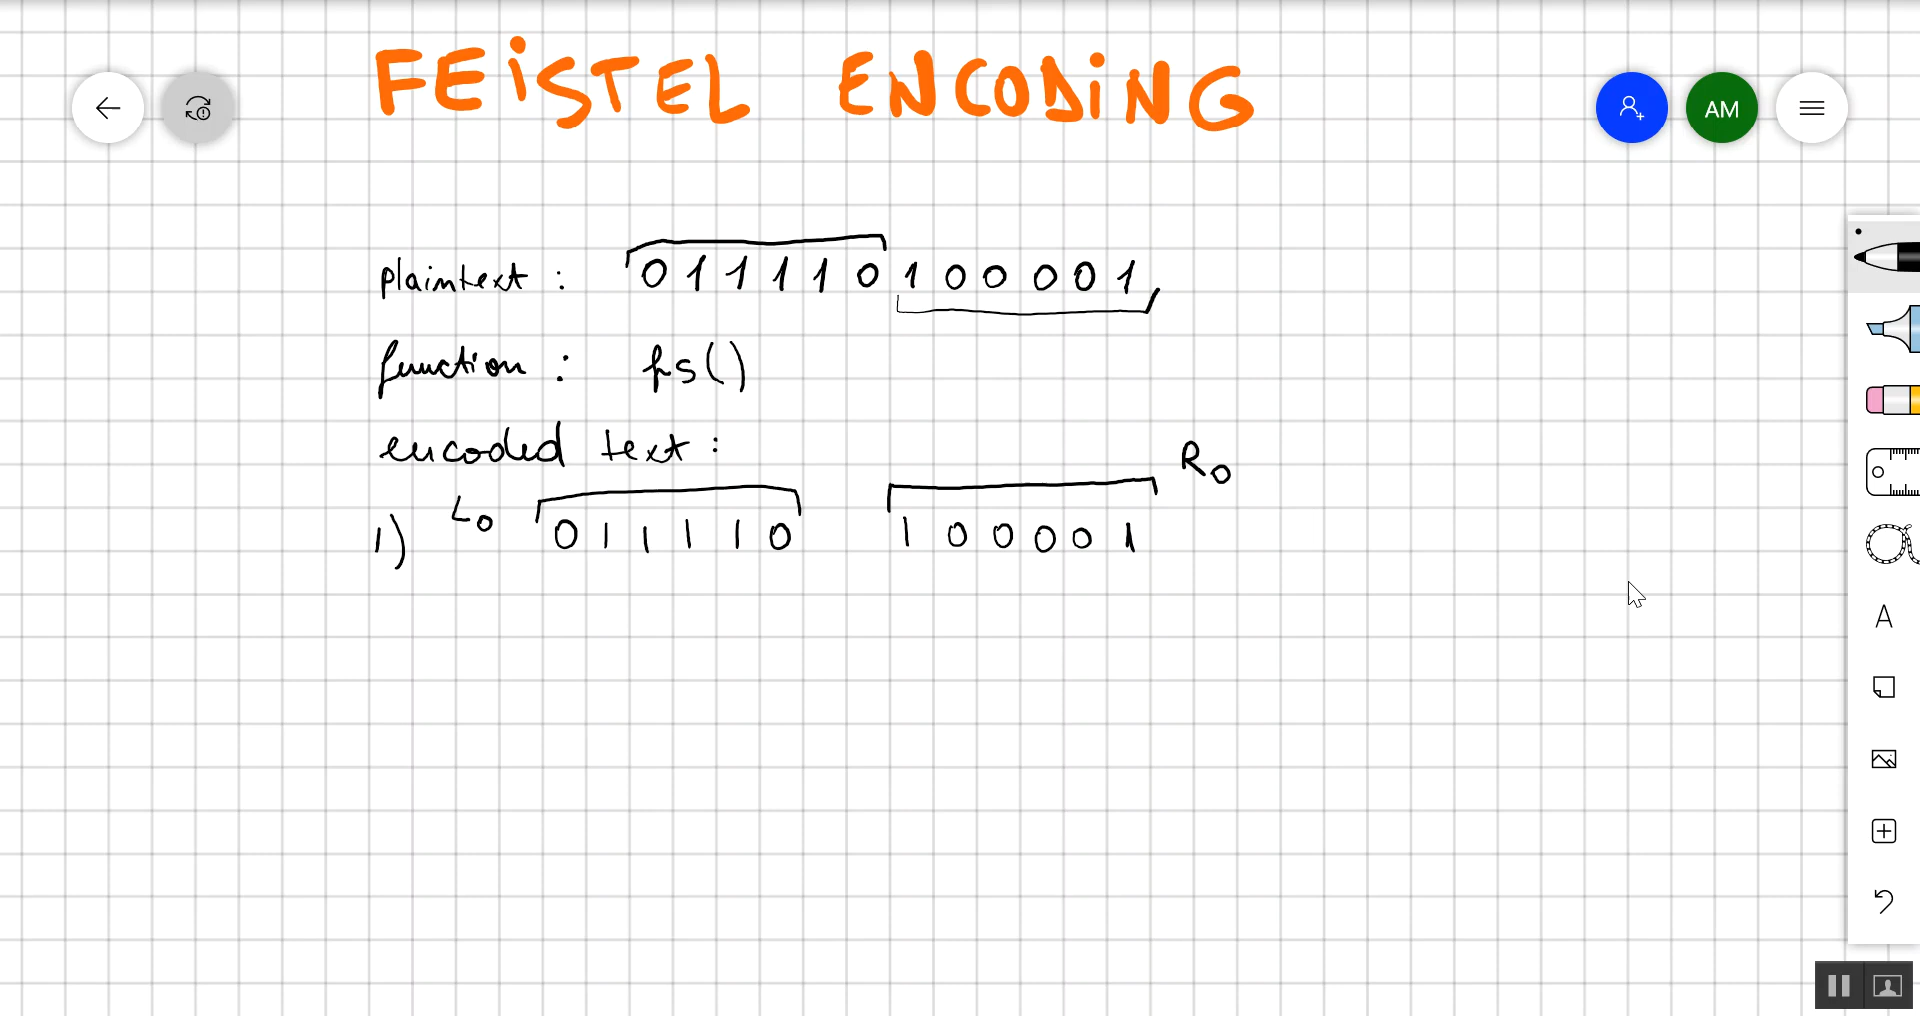 FEiSTEL ENCODiNG
AM
plaintext : 011110100001
function : fs()
encoded text :
R0
1) L0 011110 100001
A